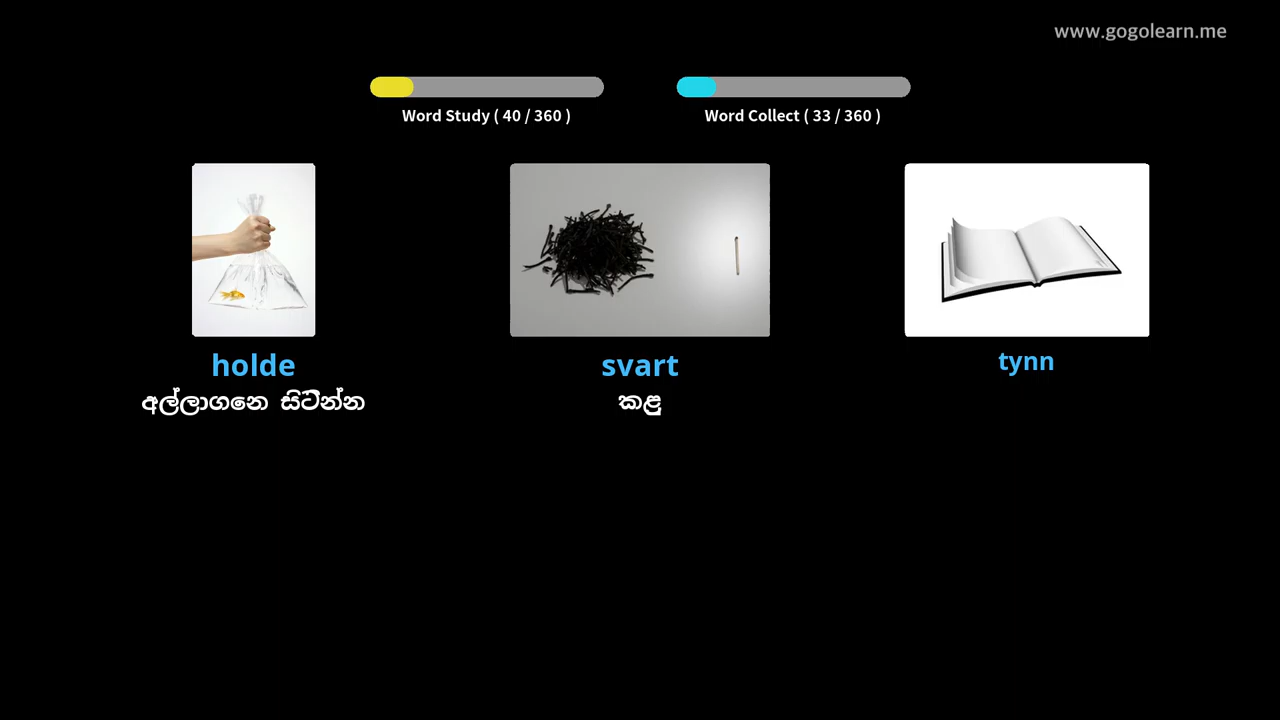 www.gogolearn.me
Word Study ( 40 / 360 )
Word Collect ( 33 / 360 )
holde
svart
tynn
අල්ලාගනෙ සිටින්න
කළු